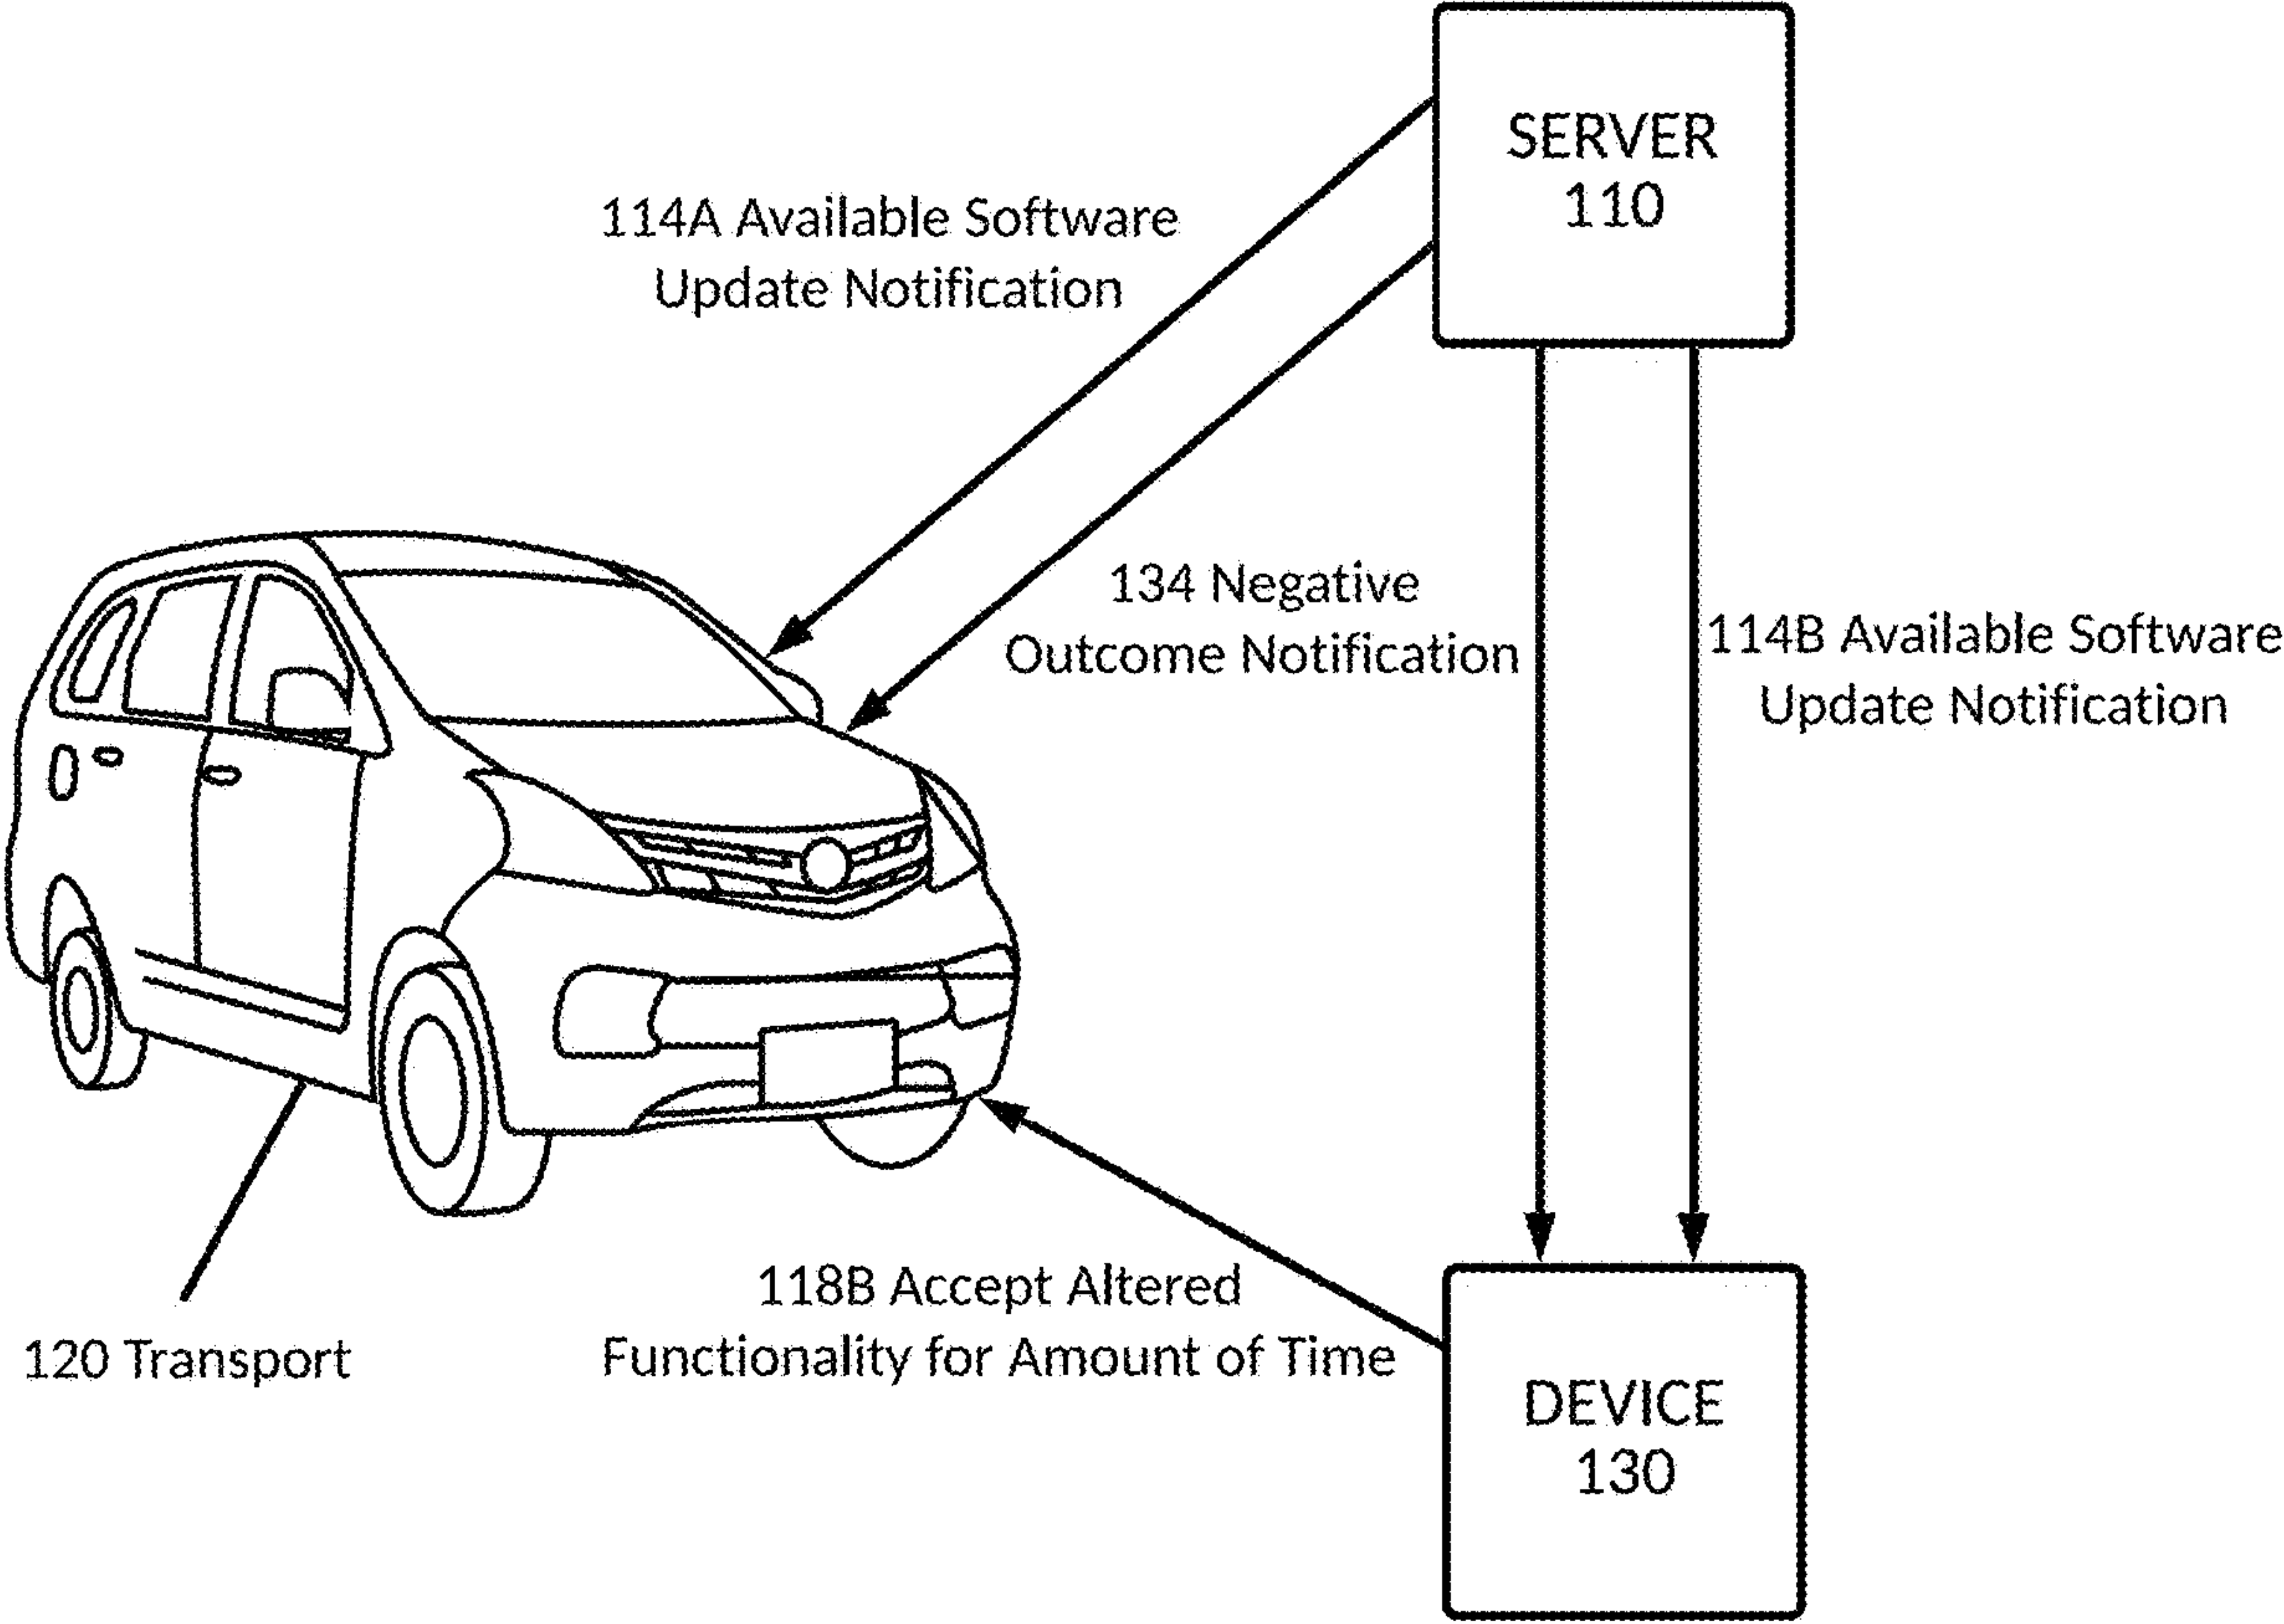 SERVER
110
114A Available Software
Update Notification
134 Negative
Outcome Notification
114B Available Software
Update Notification
118B Accept Altered
Functionality for Amount of Time
120 Transport
DEVICE
130